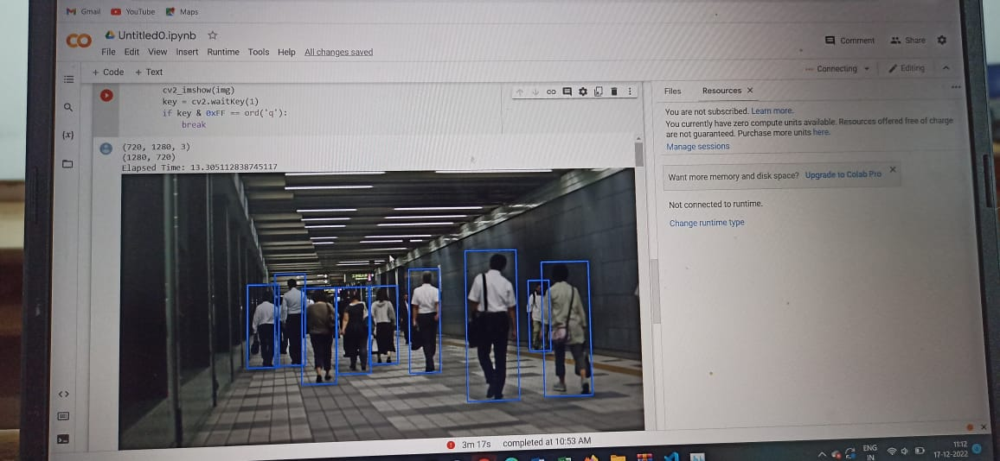 Gmail YouTube Maps
Untitled0.ipynb
File Edit View Insert Runtime Tools Help All changes saved
Comment Share
+ Code + Text
Connecting Editing
cv2_imshow(img)
key = cv2.waitKey(1)
if key & 0xFF == ord('q'):
break
(720, 1280, 3)
(1280, 720)
Elapsed Time: 13.305112838745117
{x}
Files Resources X
You are not subscribed. Learn more.
You currently have zero compute units available. Resources offered free of charge
are not guaranteed. Purchase more units here.
Manage sessions
Want more memory and disk space? Upgrade to Colab Pro
Not connected to runtime.
Change runtime type
3m 17s completed at 10:53 AM
ENG
IN
11:12
17-12-2022